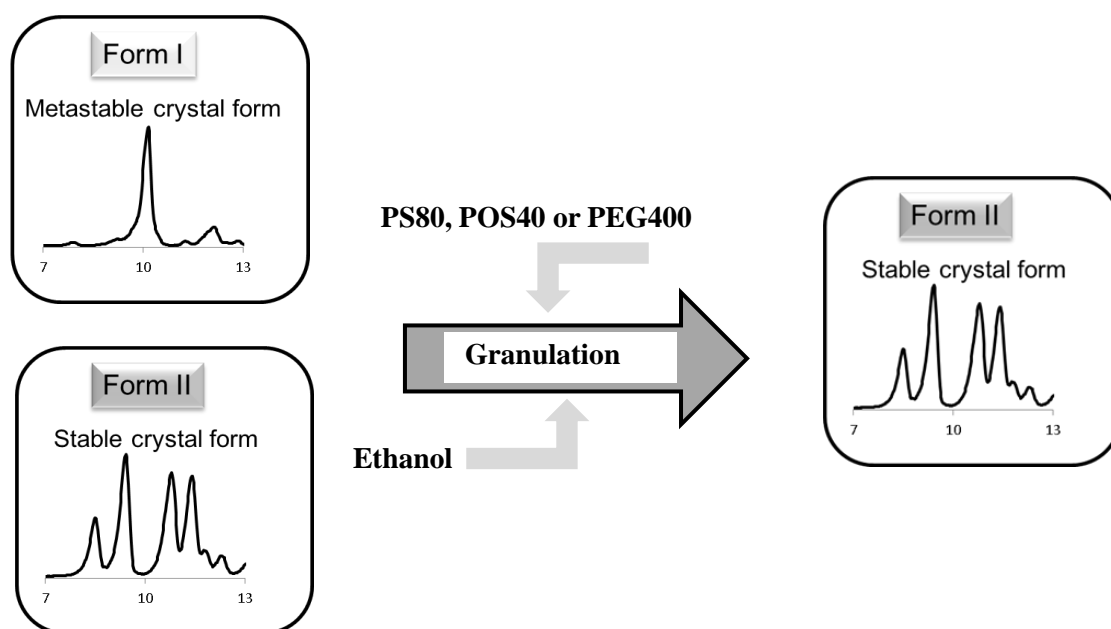 Form I
Metastable crystal form
7 10 13
Form II
Stable crystal form
7 10 13
PS80, POS40 or PEG400
Granulation
Ethanol
Form II
Stable crystal form
7 10 13